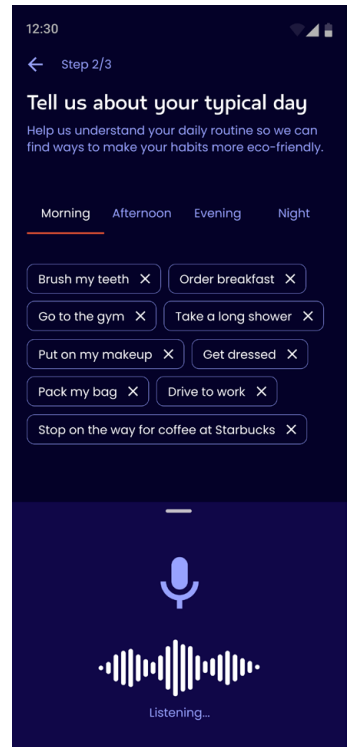 12:30
Step 2/3
Tell us about your typical day
Help us understand your daily routine so we can
find ways to make your habits more eco-friendly.
Morning Afternoon Evening Night
Brush my teeth Order breakfast
Go to the gym Take a long shower
Put on my makeup Get dressed
Pack my bag Drive to work
Stop on the way for coffee at Starbucks
Listening...